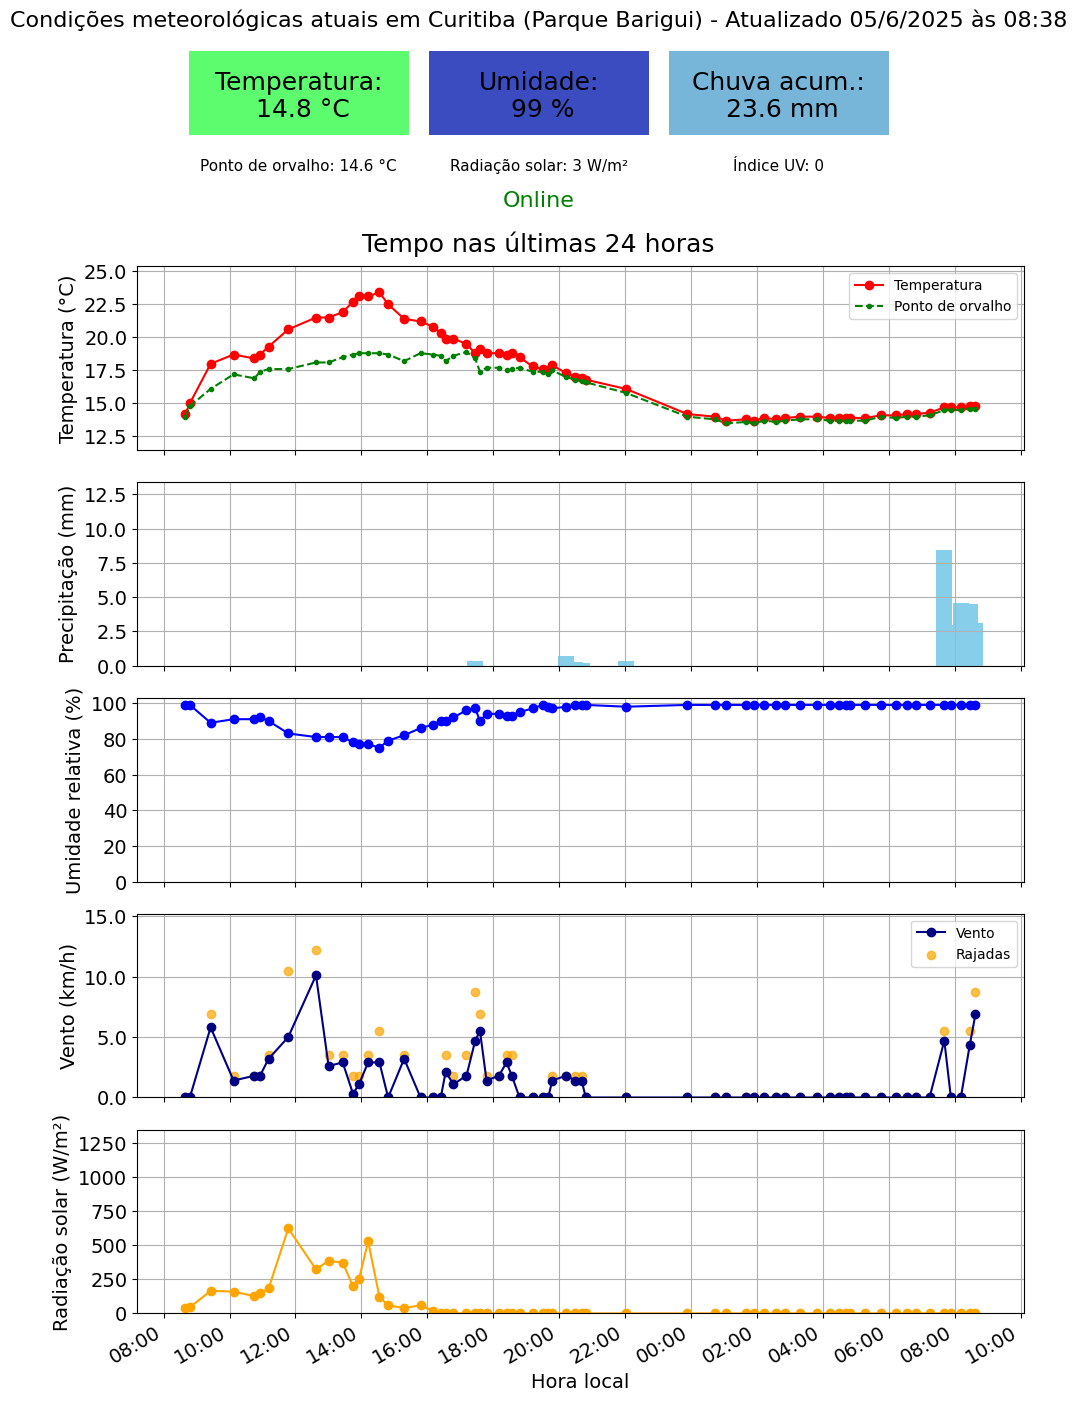 Condições meteorológicas atuais em Curitiba (Parque Barigui) - Atualizado 05/6/2025 às 08:38
Temperatura:
14.8 °C
Umidade:
99 %
Chuva acum.:
23.6 mm
Ponto de orvalho: 14.6 °C
Radiação solar: 3 W/m²
Índice UV: 0
Online
Tempo nas últimas 24 horas
Temperatura (°C)
25.0
22.5
20.0
17.5
15.0
12.5
Temperatura
Ponto de orvalho
Precipitação (mm)
12.5
10.0
7.5
5.0
2.5
0.0
Umidade relativa (%)
100
80
60
40
20
0
Vento (km/h)
15.0
10.0
5.0
0.0
Vento
Rajadas
Radiação solar (W/m²)
1250
1000
750
500
250
0
08:00
10:00
12:00
14:00
16:00
18:00
20:00
22:00
00:00
02:00
04:00
06:00
08:00
10:00
Hora local